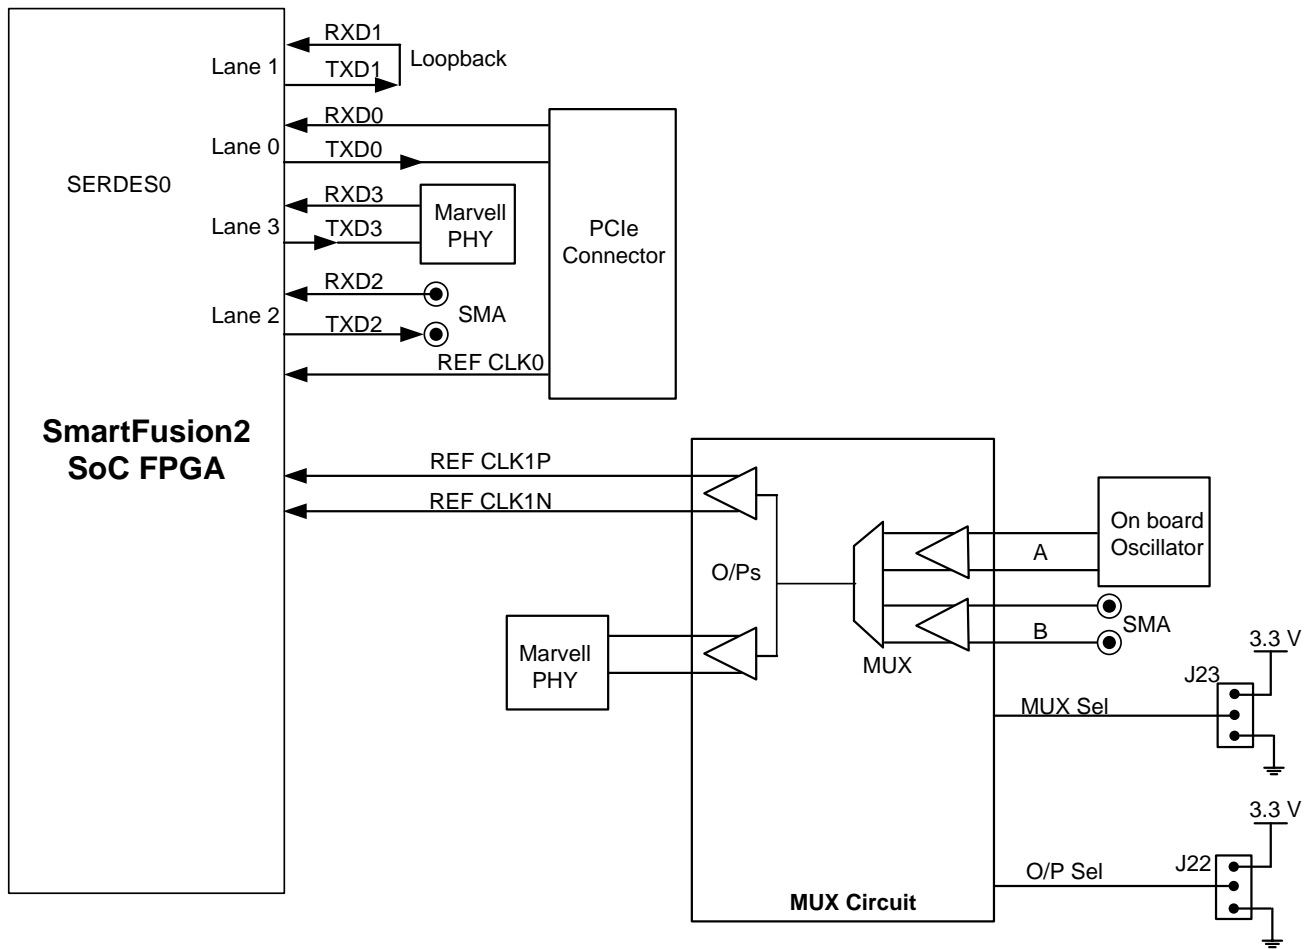 RXD1
Loopback
Lane 1
TXD1
RXD0
Lane 0
TXD0
SERDES0
RXD3
Marvell
PHY
Lane 3
TXD3
PCIe
Connector
RXD2
SMA
Lane 2
TXD2
REF CLK0
SmartFusion2
SoC FPGA
REF CLK1P
REF CLK1N
On board
Oscillator
A
O/Ps
B
SMA
MUX
Marvell
PHY
3.3 V
J23
MUX Sel
3.3 V
J22
O/P Sel
MUX Circuit